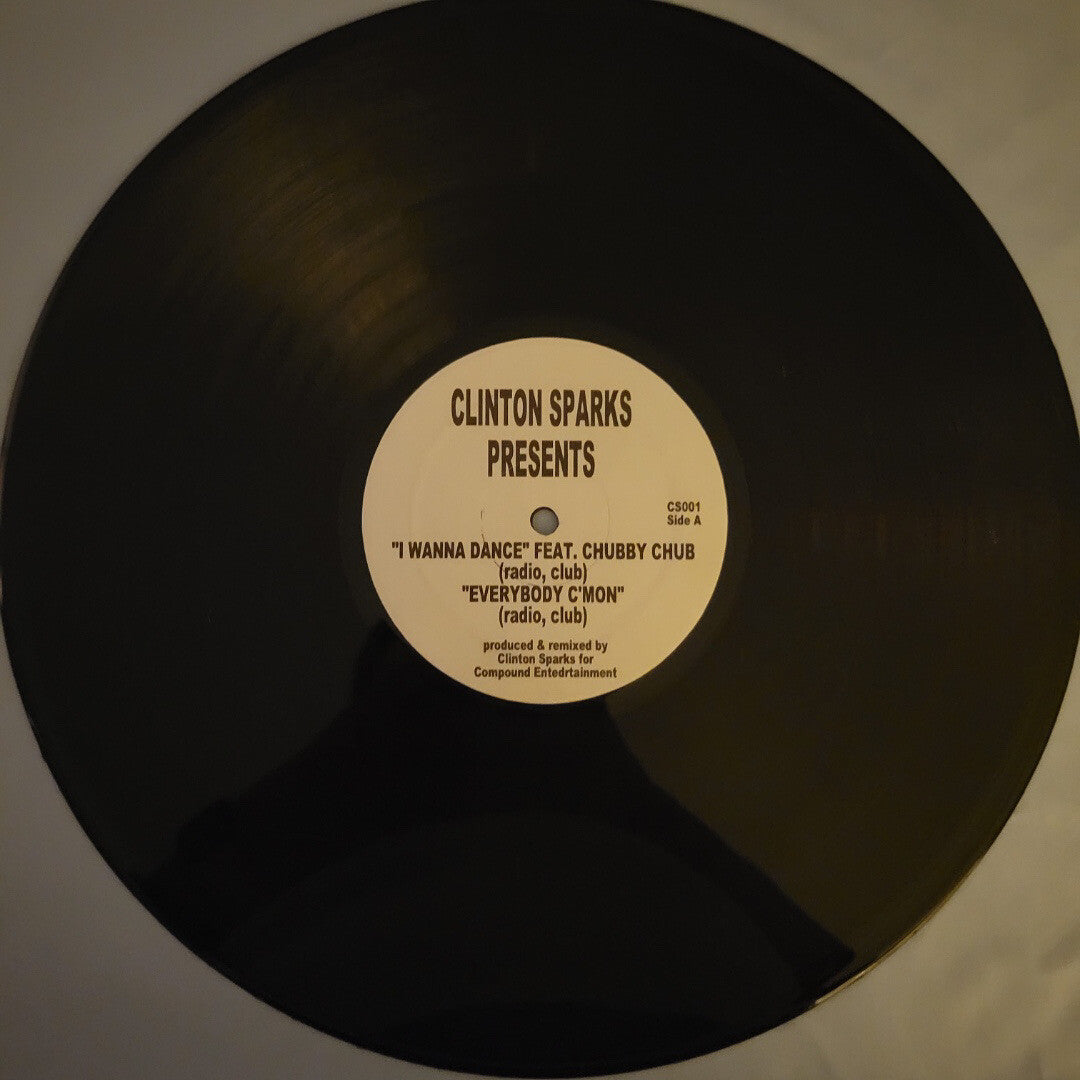 CLINTON SPARKS
PRESENTS
CS001
Side A
"I WANNA DANCE" FEAT. CHUBBY CHUB
(radio, club)
"EVERYBODY C'MON"
(radio, club)
produced & remixed by
Clinton Sparks for
Compound Entedrtainment